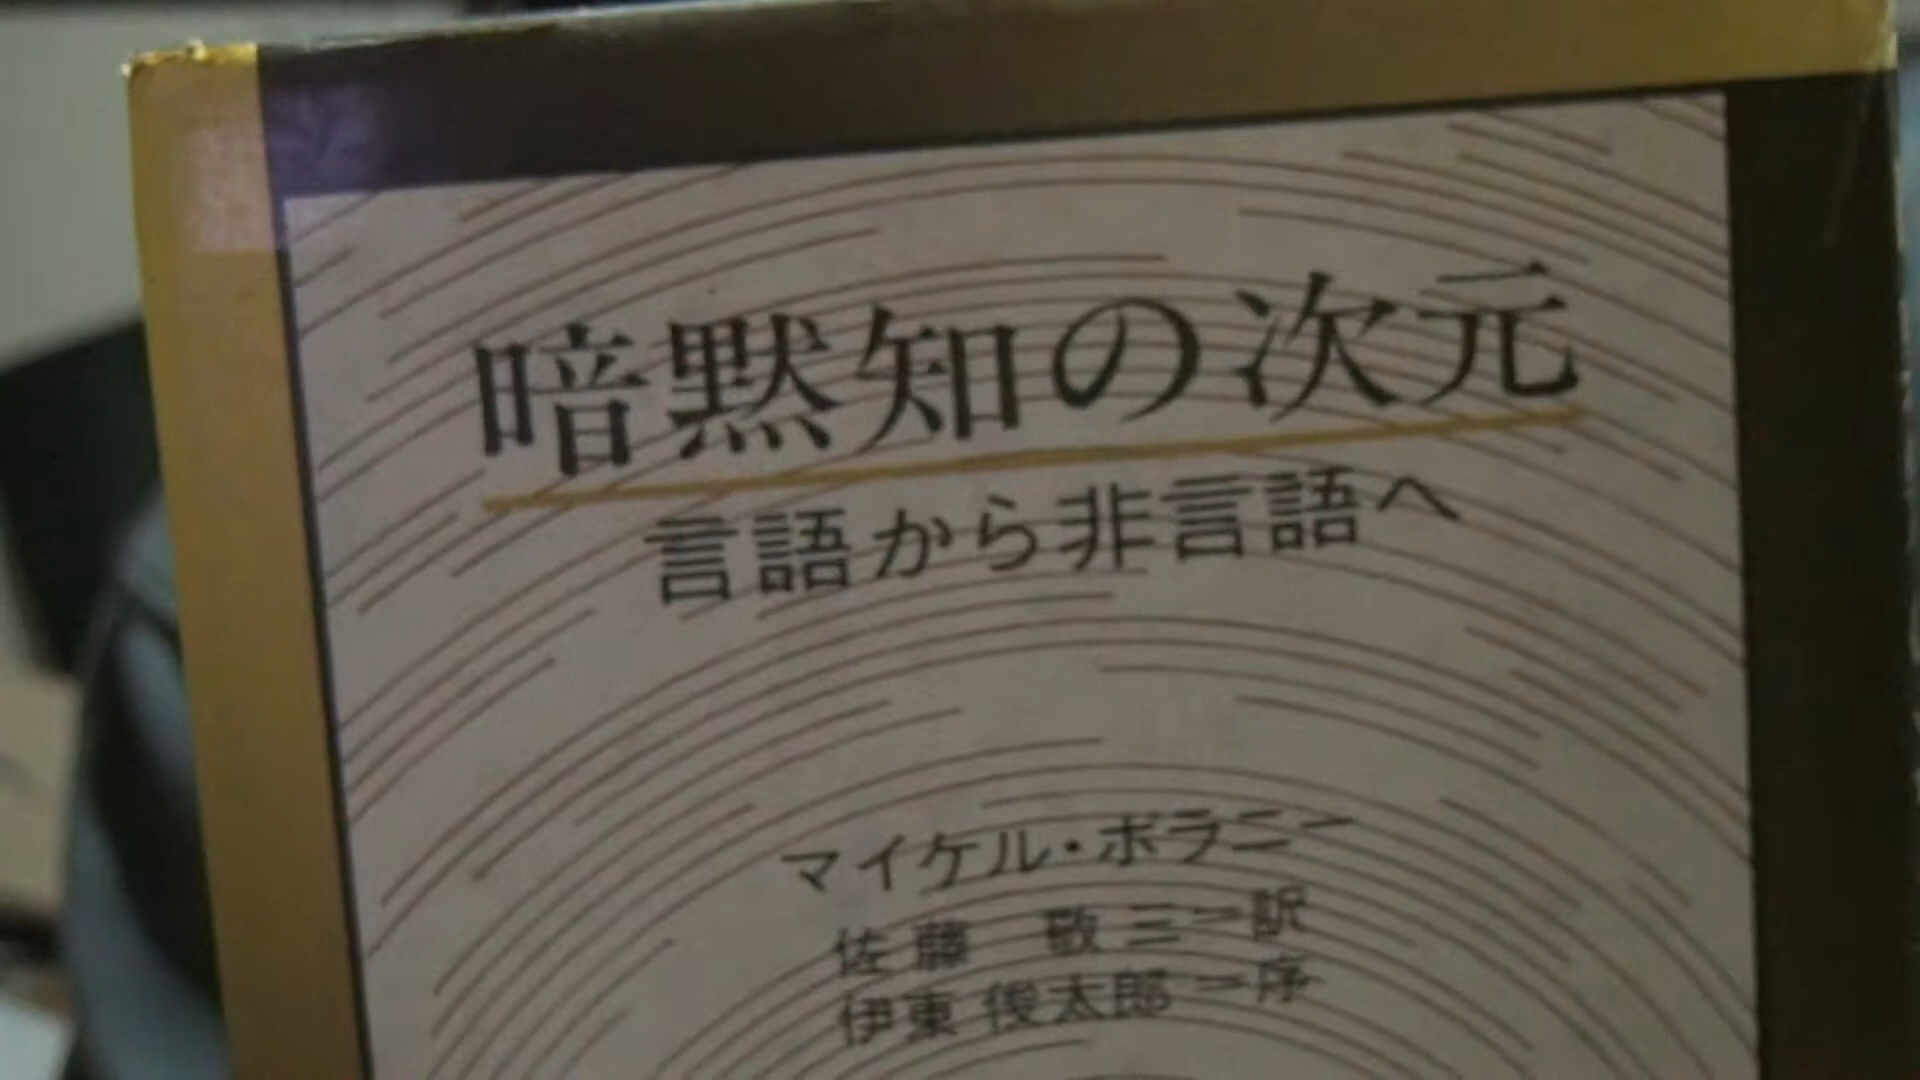 暗黙知の次元
言語から非言語へ
マイケル・ポラニー
佐藤 敬三―訳
伊東 俊太郎―序